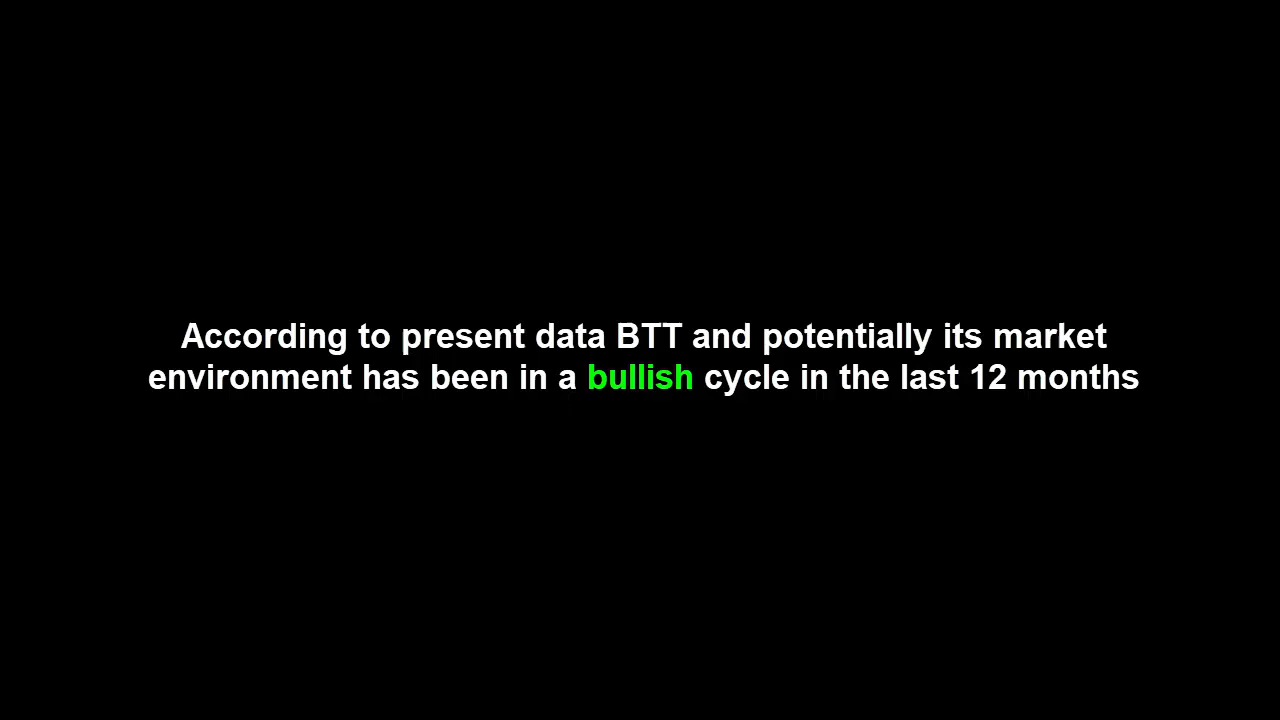 According to present data BTT and potentially its market
environment has been in a bullish cycle in the last 12 months